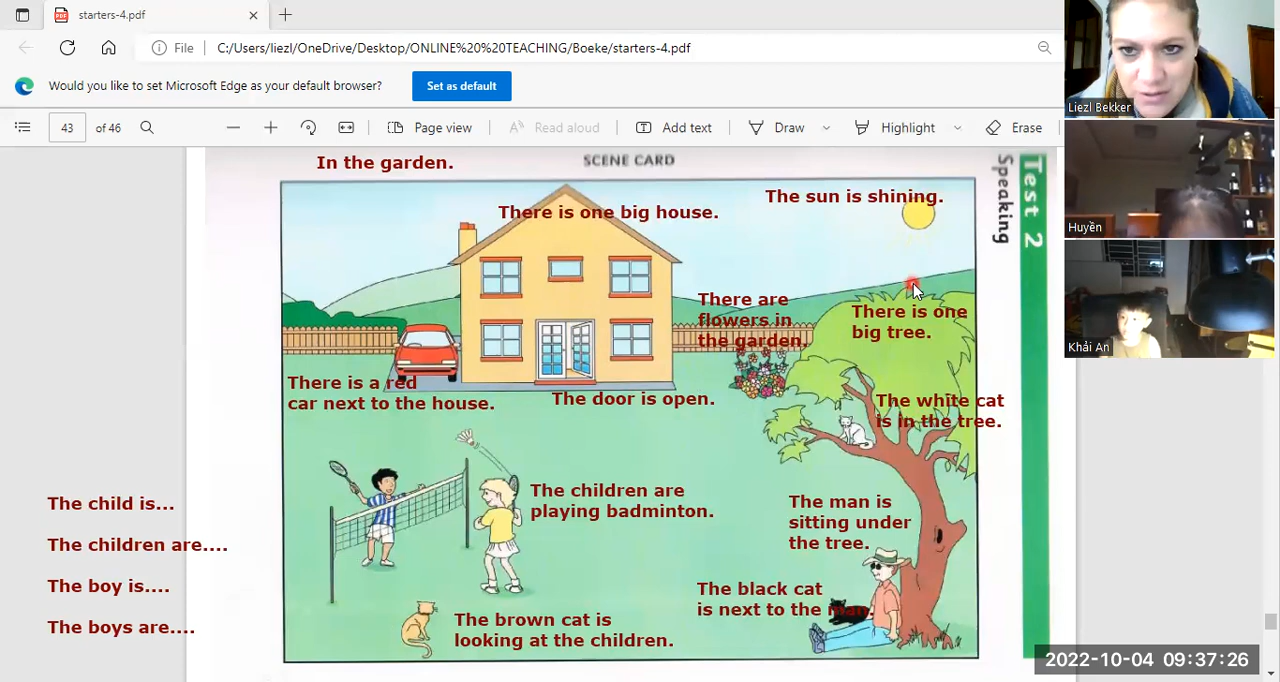 starters-4.pdf
File
C:/Users/liezl/OneDrive/Desktop/ONLINE%20%20TEACHING/Boeke/starters-4.pdf
Would you like to set Microsoft Edge as your default browser?
Set as default
43 of 46
Page view
Read aloud
Add text
Draw
Highlight
Erase
In the garden.
SCENE CARD
Test 2
Speaking
The sun is shining.
There is one big house.
There are
flowers in
the garden.
There is one
big tree.
There is a red
car next to the house.
The door is open.
The white cat
is in the tree.
The children are
playing badminton.
The man is
sitting under
the tree.
The black cat
is next to the man.
The brown cat is
looking at the children.
The child is...
The children are....
The boy is....
The boys are....
Liezl Bekker
Huyền
Khải An
2022-10-04 09:37:26